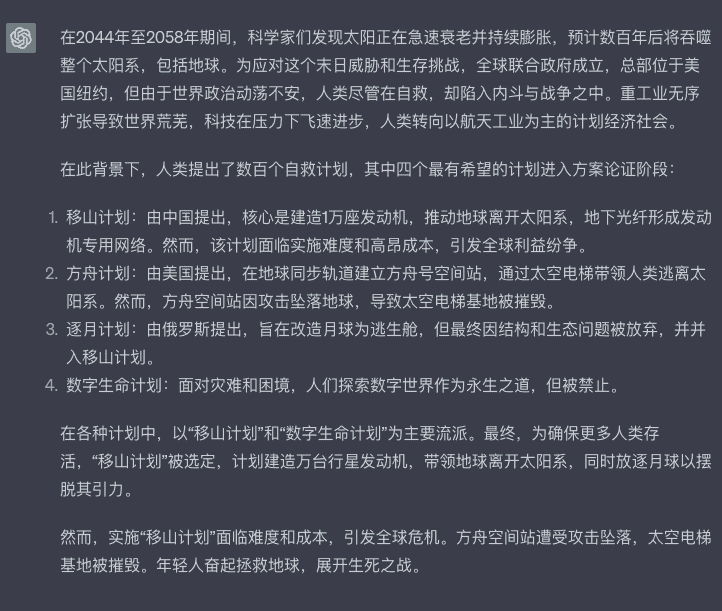 在2044年至2058年期间，科学家们发现太阳正在急速衰老并持续膨胀，预计数百年后将吞噬
整个太阳系，包括地球。为应对这个末日威胁和生存挑战，全球联合政府成立，总部位于美
国纽约，但由于世界政治动荡不安，人类尽管在自救，却陷入内斗与战争之中。重工业无序
扩张导致世界荒芜，科技在压力下飞速进步，人类转向以航天工业为主的计划经济社会。
在此背景下，人类提出了数百个自救计划，其中四个最有希望的计划进入方案论证阶段：
1. 移山计划：由中国提出，核心是建造1万座发动机，推动地球离开太阳系，地下光纤形成发动
机专用网络。然而，该计划面临实施难度和高昂成本，引发全球利益纷争。
2. 方舟计划：由美国提出，在地球同步轨道建立方舟号空间站，通过太空电梯带领人类逃离太
阳系。然而，方舟空间站因攻击坠落地球，导致太空电梯基地被摧毁。
3. 逐月计划：由俄罗斯提出，旨在改造月球为逃生舱，但最终因结构和生态问题被放弃，并并
入移山计划。
4. 数字生命计划：面对灾难和困境，人们探索数字世界作为永生之道，但被禁止。
在各种计划中，以“移山计划”和“数字生命计划”为主要流派。最终，为确保更多人类存
活，“移山计划”被选定，计划建造万台行星发动机，带领地球离开太阳系，同时放逐月球以摆
脱其引力。
然而，实施“移山计划”面临难度和成本，引发全球危机。方舟空间站遭受攻击坠落，太空电梯
基地被摧毁。年轻人奋起拯救地球，展开生死之战。